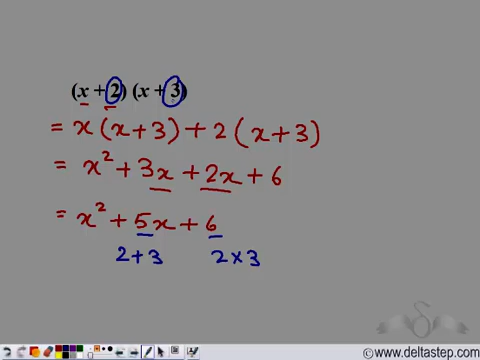 (x + 2) (x + 3)
= x (x + 3) + 2 (x + 3)
= x² + 3x + 2x + 6
= x² + 5x + 6
2 + 3 2 × 3
© www.deltastep.com